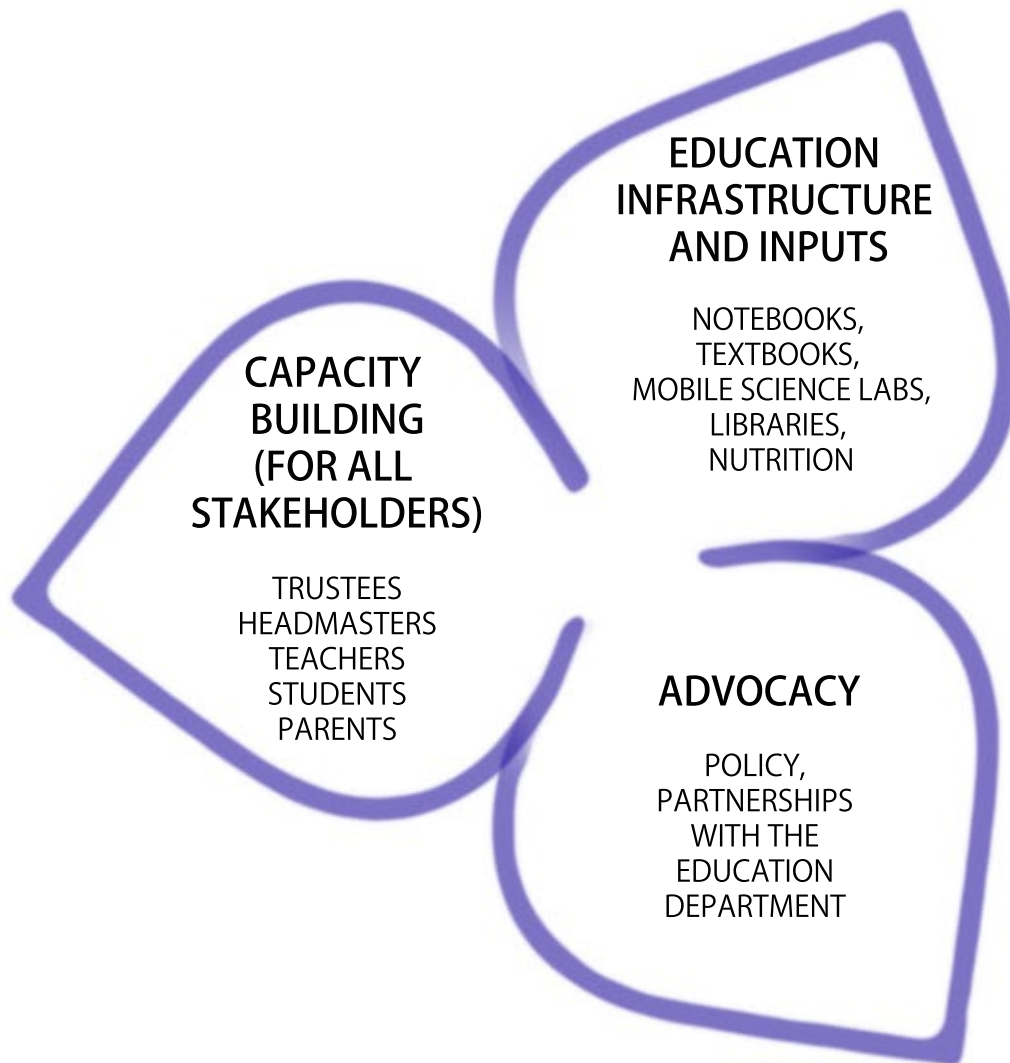 EDUCATION
INFRASTRUCTURE
AND INPUTS
NOTEBOOKS,
TEXTBOOKS,
MOBILE SCIENCE LABS,
LIBRARIES,
NUTRITION
CAPACITY
BUILDING
(FOR ALL
STAKEHOLDERS)
TRUSTEES
HEADMASTERS
TEACHERS
STUDENTS
PARENTS
ADVOCACY
POLICY,
PARTNERSHIPS
WITH THE
EDUCATION
DEPARTMENT